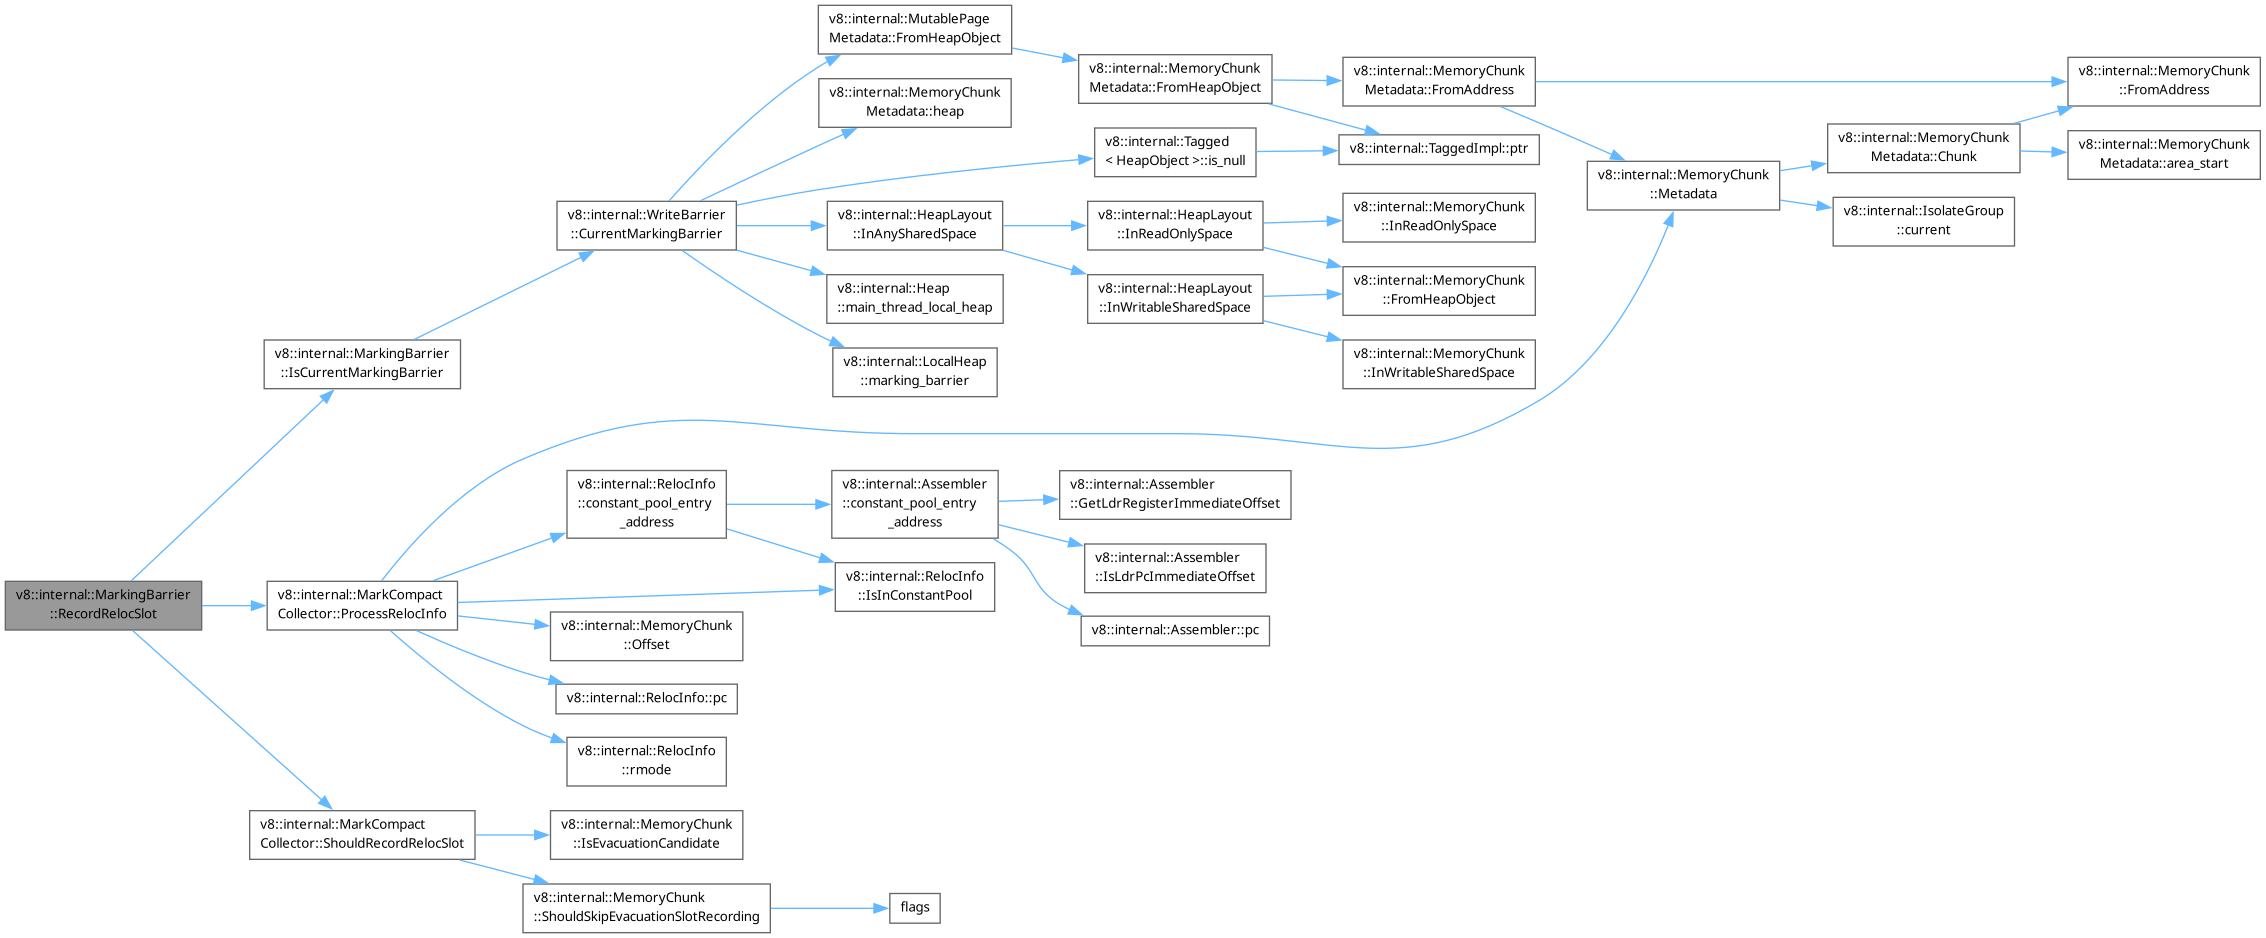 v8::internal::MarkingBarrier
::RecordRelocSlot
v8::internal::MarkingBarrier
::IsCurrentMarkingBarrier
v8::internal::WriteBarrier
::CurrentMarkingBarrier
v8::internal::MutablePage
Metadata::FromHeapObject
v8::internal::MemoryChunk
Metadata::FromHeapObject
v8::internal::MemoryChunk
Metadata::FromAddress
v8::internal::MemoryChunk
::FromAddress
v8::internal::MemoryChunk
::Metadata
v8::internal::MemoryChunk
Metadata::Chunk
v8::internal::MemoryChunk
Metadata::area_start
v8::internal::IsolateGroup
::current
v8::internal::TaggedImpl::ptr
v8::internal::MemoryChunk
Metadata::heap
v8::internal::Tagged
< HeapObject >::is_null
v8::internal::HeapLayout
::InAnySharedSpace
v8::internal::HeapLayout
::InReadOnlySpace
v8::internal::MemoryChunk
::InReadOnlySpace
v8::internal::MemoryChunk
::FromHeapObject
v8::internal::HeapLayout
::InWritableSharedSpace
v8::internal::MemoryChunk
::InWritableSharedSpace
v8::internal::Heap
::main_thread_local_heap
v8::internal::LocalHeap
::marking_barrier
v8::internal::MarkCompact
Collector::ProcessRelocInfo
v8::internal::RelocInfo
::constant_pool_entry
_address
v8::internal::Assembler
::constant_pool_entry
_address
v8::internal::Assembler
::GetLdrRegisterImmediateOffset
v8::internal::Assembler
::IsLdrPcImmediateOffset
v8::internal::Assembler::pc
v8::internal::RelocInfo
::IsInConstantPool
v8::internal::MemoryChunk
::Offset
v8::internal::RelocInfo::pc
v8::internal::RelocInfo
::rmode
v8::internal::MarkCompact
Collector::ShouldRecordRelocSlot
v8::internal::MemoryChunk
::IsEvacuationCandidate
v8::internal::MemoryChunk
::ShouldSkipEvacuationSlotRecording
flags